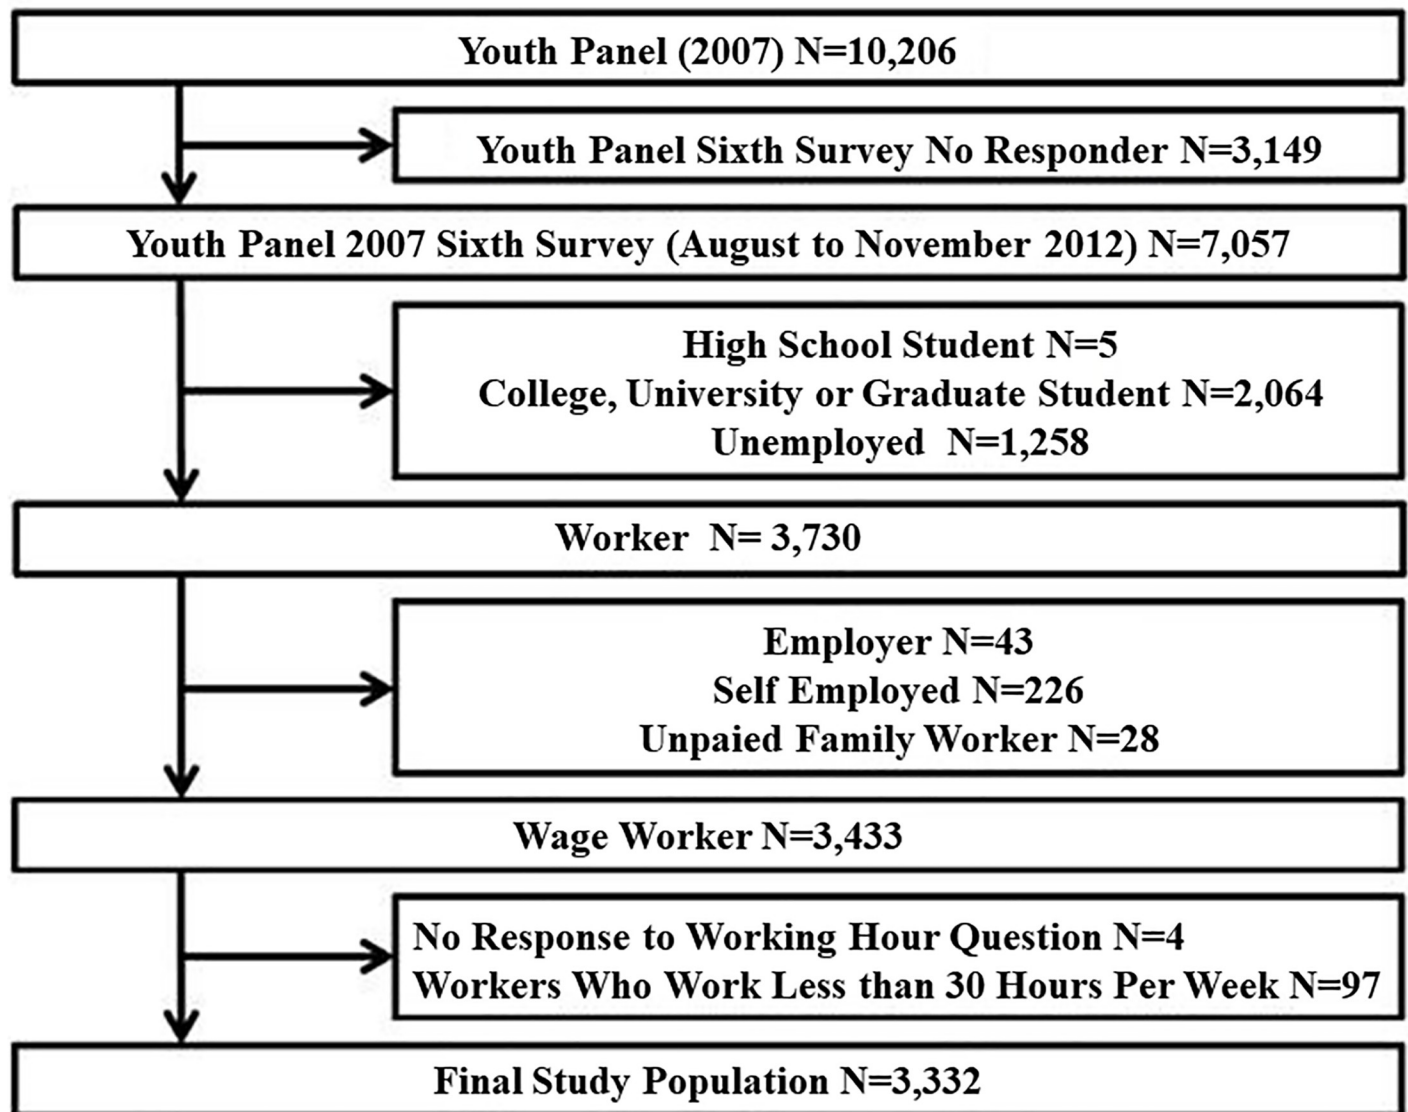 Youth Panel (2007) N=10,206
Youth Panel Sixth Survey No Responder N=3,149
Youth Panel 2007 Sixth Survey (August to November 2012) N=7,057
High School Student N=5
College, University or Graduate Student N=2,064
Unemployed N=1,258
Worker N= 3,730
Employer N=43
Self Employed N=226
Unpaied Family Worker N=28
Wage Worker N=3,433
No Response to Working Hour Question N=4
Workers Who Work Less than 30 Hours Per Week N=97
Final Study Population N=3,332